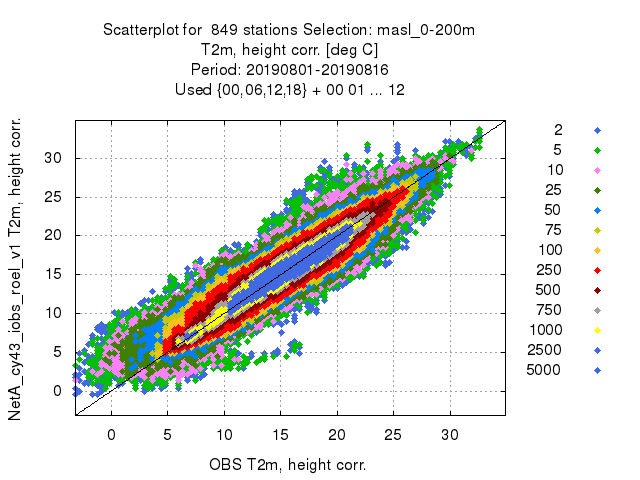 Scatterplot for 849 stations Selection: masl_0-200m
T2m, height corr. [deg C]
Period: 20190801-20190816
Used {00,06,12,18} + 00 01 ... 12
NetA_cy43_iobs_roel_v1 T2m, height corr.
30
25
20
15
10
5
0
0 5 10 15 20 25 30
OBS T2m, height corr.
2
5
10
25
50
75
100
250
500
750
1000
2500
5000